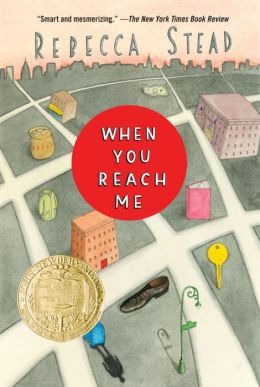 "Smart and mesmerizing." —The New York Times Book Review
REBECCA STEAD
WHEN
YOU
REACH
ME